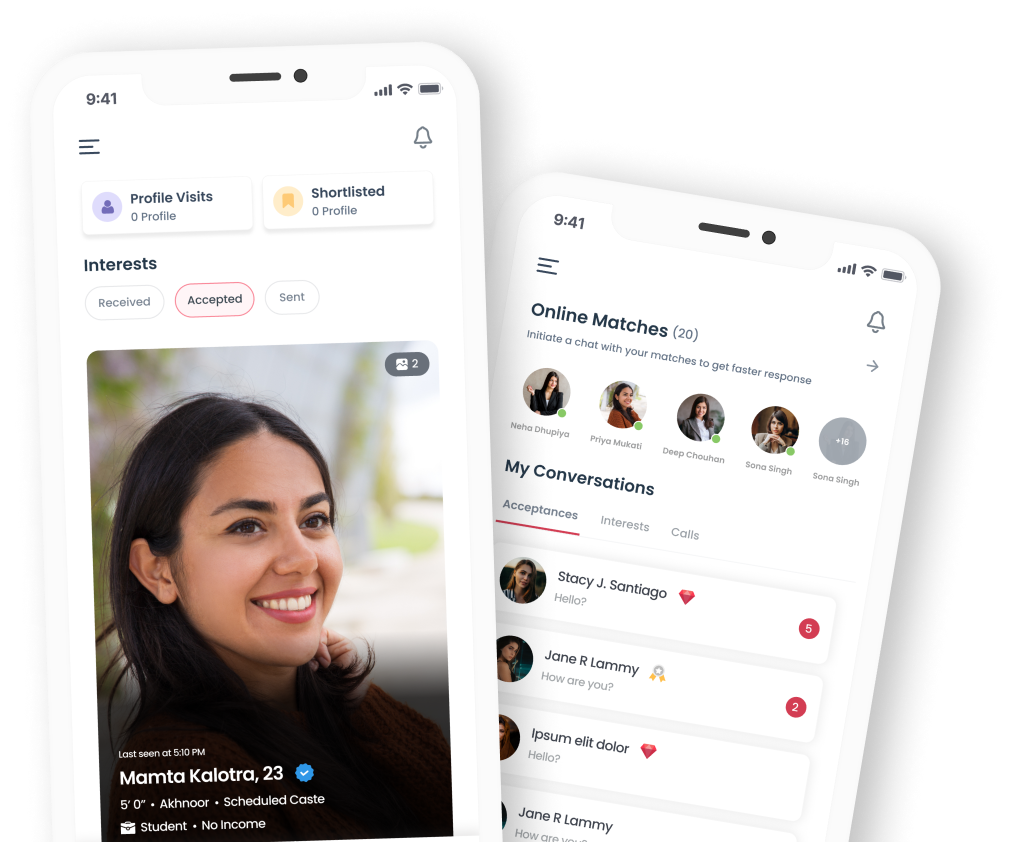 9:41
Profile Visits
0 Profile
Shortlisted
0 Profile
Interests
Received
Accepted
Sent
2
Last seen at 5:10 PM
Mamta Kalotra, 23
5’ 0” • Akhnoor • Scheduled Caste
Student • No Income
9:41
Online Matches (20)
Initiate a chat with your matches to get faster response
Neha Dhupiya
Priya Mukati
Deep Chouhan
Sona Singh
+16
Sona Singh
My Conversations
Acceptances
Interests
Calls
Stacy J. Santiago
Hello?
5
Jane R Lammy
How are you?
2
Ipsum elit dolor
Hello?
Jane R Lammy
How are you?